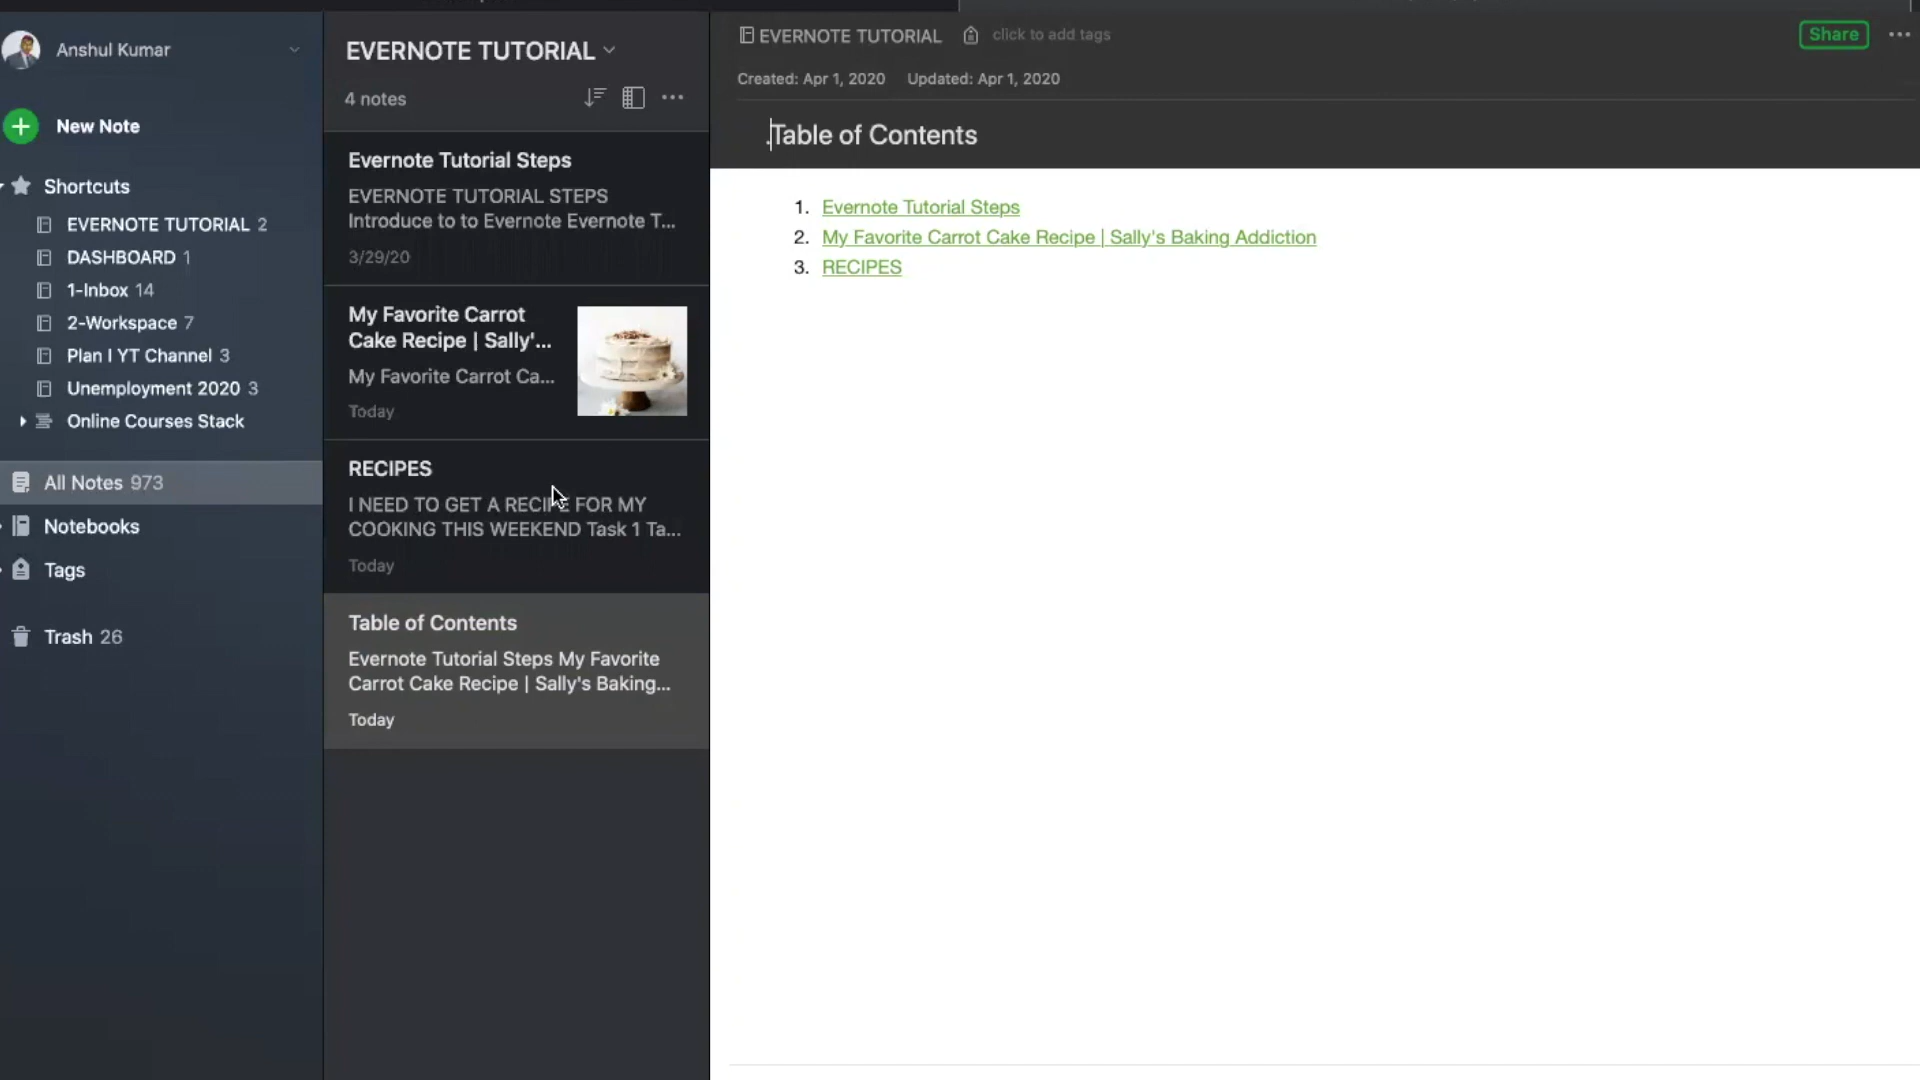 Anshul Kumar
New Note
Shortcuts
EVERNOTE TUTORIAL 2
DASHBOARD 1
1-Inbox 14
2-Workspace 7
Plan I YT Channel 3
Unemployment 2020 3
Online Courses Stack
All Notes 973
Notebooks
Tags
Trash 26
EVERNOTE TUTORIAL
4 notes
Evernote Tutorial Steps
EVERNOTE TUTORIAL STEPS
Introduce to to Evernote Evernote T...
3/29/20
My Favorite Carrot
Cake Recipe | Sally'...
My Favorite Carrot Ca...
Today
RECIPES
I NEED TO GET A RECIPE FOR MY
COOKING THIS WEEKEND Task 1 Ta...
Today
Table of Contents
Evernote Tutorial Steps My Favorite
Carrot Cake Recipe | Sally's Baking...
Today
EVERNOTE TUTORIAL click to add tags
Share
Created: Apr 1, 2020 Updated: Apr 1, 2020
.Table of Contents
1. Evernote Tutorial Steps
2. My Favorite Carrot Cake Recipe | Sally's Baking Addiction
3. RECIPES